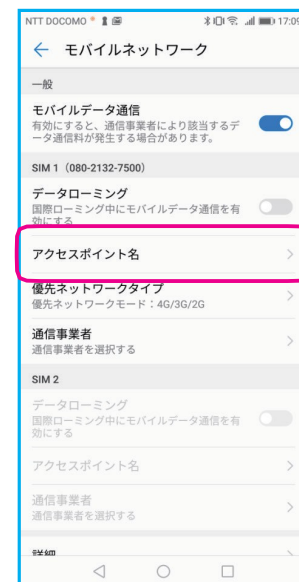 NTT DOCOMO 17:09
← モバイルネットワーク
一般
モバイルデータ通信
有効にすると、通信事業者により該当するデ
ータ通信料が発生する場合があります。
SIM 1（080-2132-7500）
データローミング
国際ローミング中にモバイルデータ通信を有
効にする
アクセスポイント名
優先ネットワークタイプ
優先ネットワークモード：4G/3G/2G
通信事業者
通信事業者を選択する
SIM 2
データローミング
国際ローミング中にモバイルデータ通信を有
効にする
アクセスポイント名
通信事業者
通信事業者を選択する
詳細